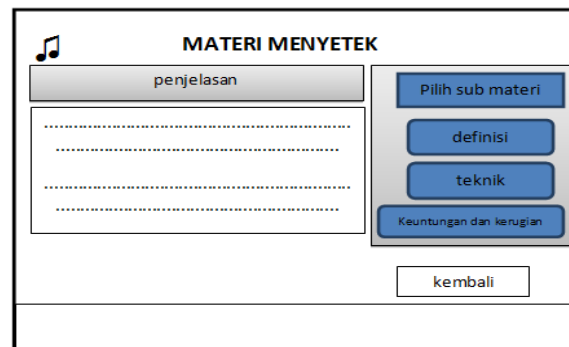 MATERI MENYETEK
penjelasan
................................................................
...........................................................
................................................................
...........................................................
Pilih sub materi
definisi
teknik
Keuntungan dan kerugian
kembali